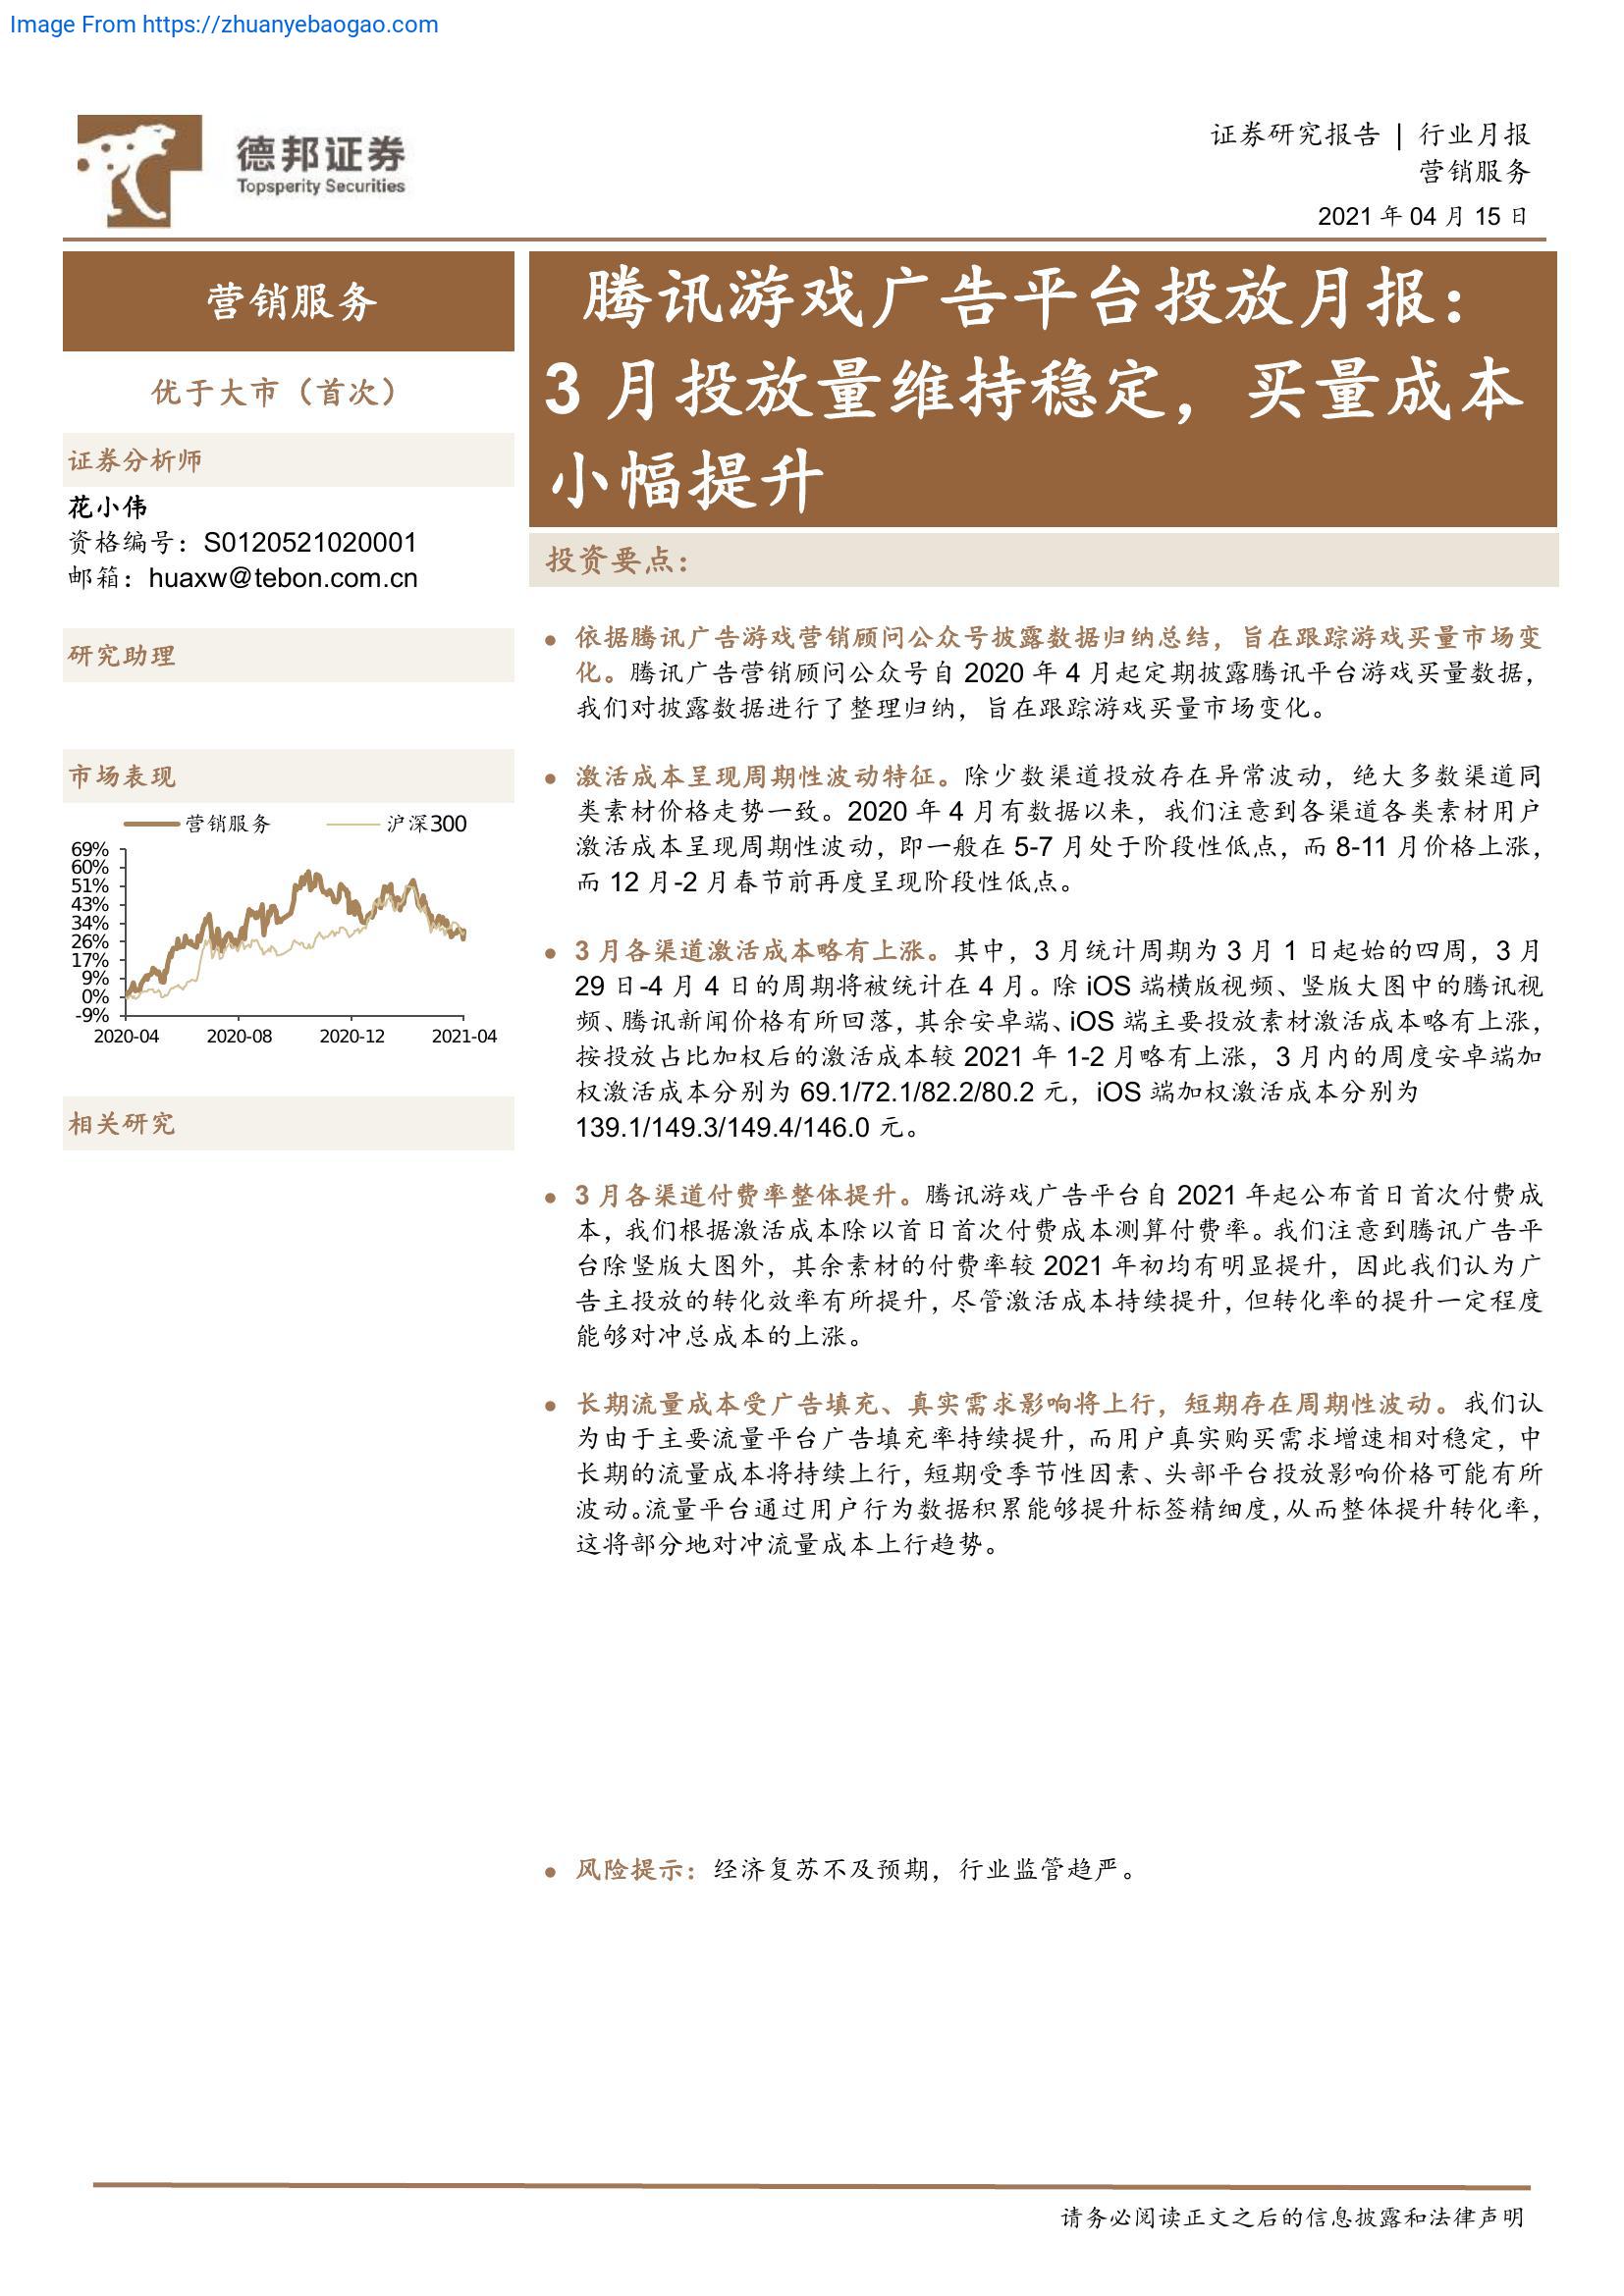 Image From https://zhuanyebaogao.com
德邦证券
Topsperity Securities
证券研究报告 | 行业月报
营销服务
2021 年 04 月 15 日
营销服务
优于大市（首次）
证券分析师
花小伟
资格编号：S0120521020001
邮箱：huaxw@tebon.com.cn
研究助理
市场表现
营销服务 沪深300
69%
60%
51%
43%
34%
26%
17%
9%
0%
-9%
2020-04 2020-08 2020-12 2021-04
相关研究
腾讯游戏广告平台投放月报：
3 月投放量维持稳定，买量成本
小幅提升
投资要点：
● 依据腾讯广告游戏营销顾问公众号披露数据归纳总结，旨在跟踪游戏买量市场变
化。腾讯广告营销顾问公众号自 2020 年 4 月起定期披露腾讯平台游戏买量数据，
我们对披露数据进行了整理归纳，旨在跟踪游戏买量市场变化。
● 激活成本呈现周期性波动特征。除少数渠道投放存在异常波动，绝大多数渠道同
类素材价格走势一致。2020 年 4 月有数据以来，我们注意到各渠道各类素材用户
激活成本呈现周期性波动，即一般在 5-7 月处于阶段性低点，而 8-11 月价格上涨，
而 12 月-2 月春节前再度呈现阶段性低点。
● 3 月各渠道激活成本略有上涨。其中，3 月统计周期为 3 月 1 日起始的四周，3 月
29 日-4 月 4 日的周期将被统计在 4 月。除 iOS 端横版视频、竖版大图中的腾讯视
频、腾讯新闻价格有所回落，其余安卓端、iOS 端主要投放素材激活成本略有上涨，
按投放占比加权后的激活成本较 2021 年 1-2 月略有上涨，3 月内的周度安卓端加
权激活成本分别为 69.1/72.1/82.2/80.2 元，iOS 端加权激活成本分别为
139.1/149.3/149.4/146.0 元。
● 3 月各渠道付费率整体提升。腾讯游戏广告平台自 2021 年起公布首日首次付费成
本，我们根据激活成本除以首日首次付费成本测算付费率。我们注意到腾讯广告平
台除竖版大图外，其余素材的付费率较 2021 年初均有明显提升，因此我们认为广
告主投放的转化效率有所提升，尽管激活成本持续提升，但转化率的提升一定程度
能够对冲总成本的上涨。
● 长期流量成本受广告填充、真实需求影响将上行，短期存在周期性波动。我们认
为由于主要流量平台广告填充率持续提升，而用户真实购买需求增速相对稳定，中
长期的流量成本将持续上行，短期受季节性因素、头部平台投放影响价格可能有所
波动。流量平台通过用户行为数据积累能够提升标签精细度，从而整体提升转化率，
这将部分地对冲流量成本上行趋势。
● 风险提示：经济复苏不及预期，行业监管趋严。
请务必阅读正文之后的信息披露和法律声明